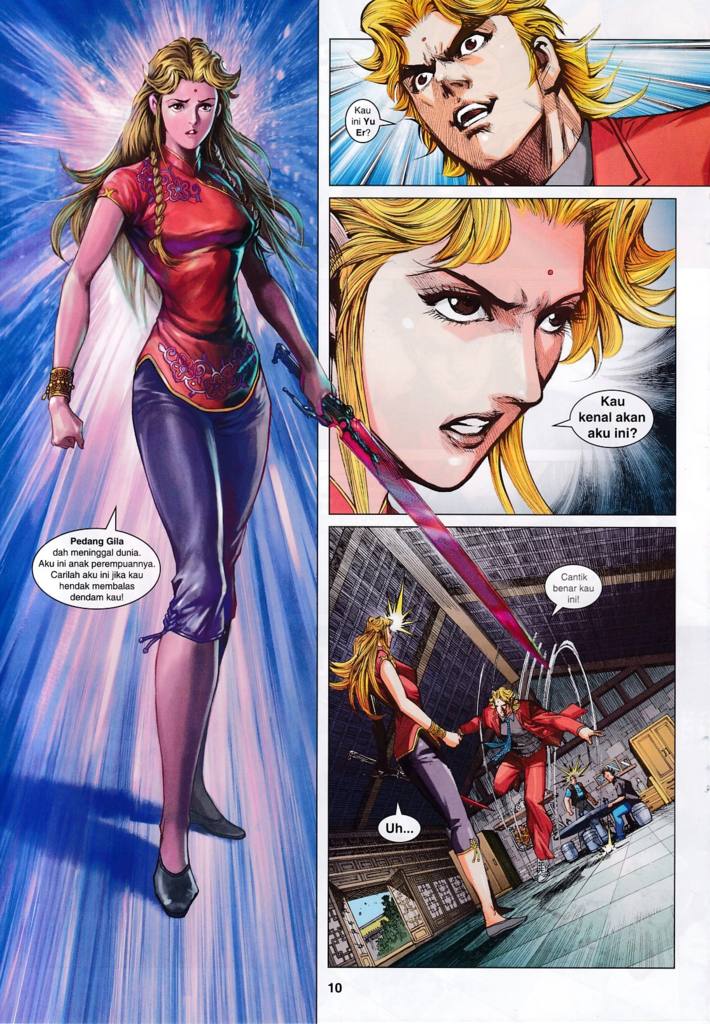 Pedang Gila
dah meninggal dunia.
Aku ini anak perempuannya.
Carilah aku ini jika kau
hendak membalas
dendam kau!
Kau
ini Yu
Er?
Kau
kenal akan
aku ini?
Cantik
benar kau
ini!
Uh...
10